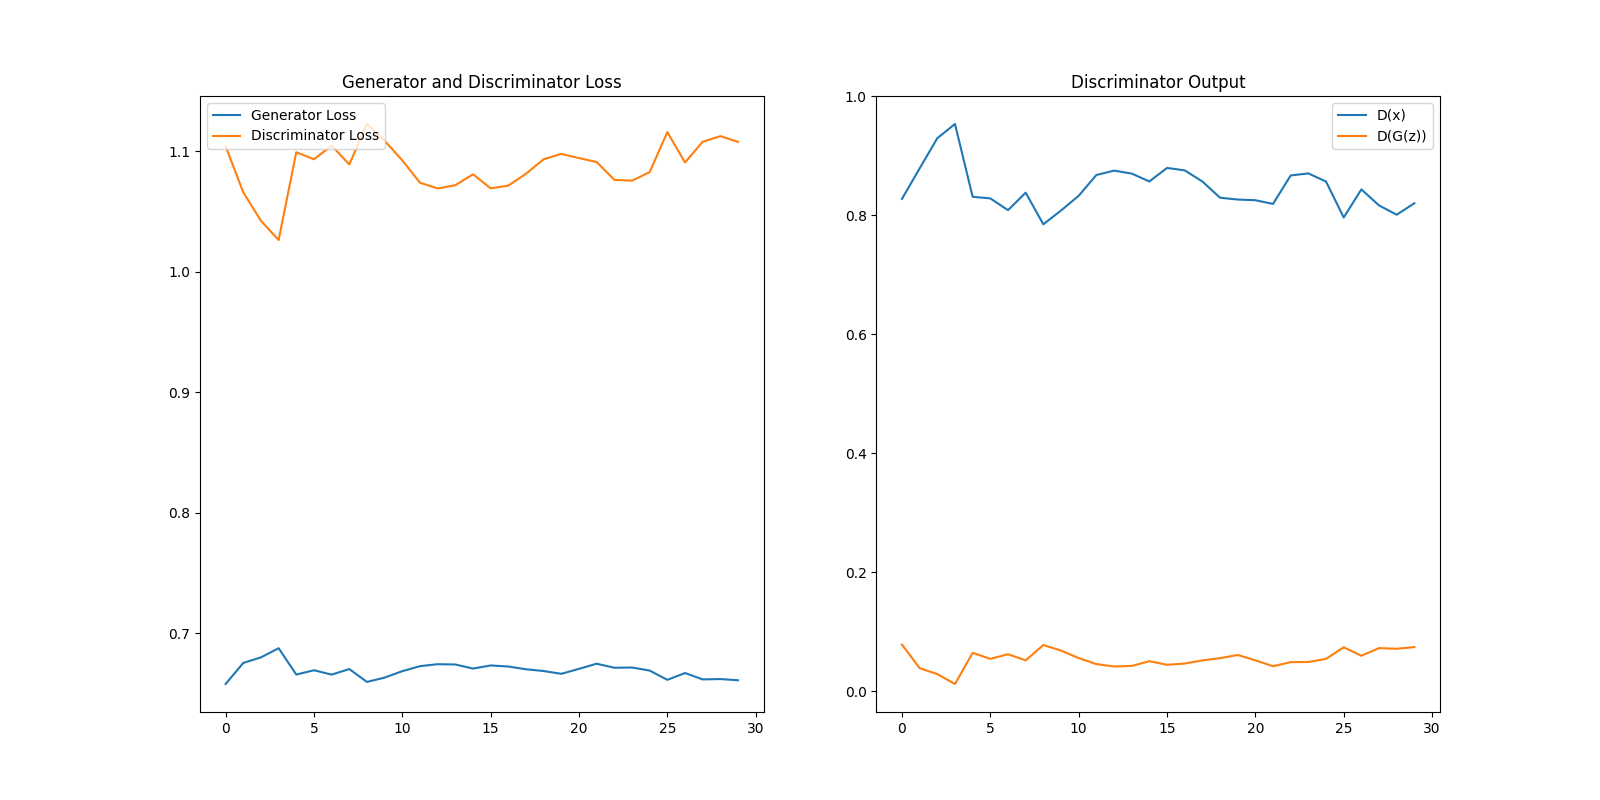 Generator and Discriminator Loss
Generator Loss
Discriminator Loss
1.1
1.0
0.9
0.8
0.7
0 5 10 15 20 25 30
Discriminator Output
D(x)
D(G(z))
1.0
0.8
0.6
0.4
0.2
0.0
0 5 10 15 20 25 30